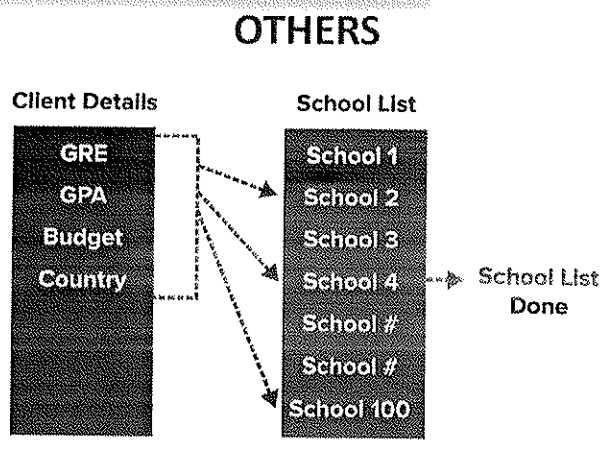 OTHERS
Client Details
GRE
GPA
Budget
Country
School List
School 1
School 2
School 3
School 4
School #
School #
School 100
School List
Done